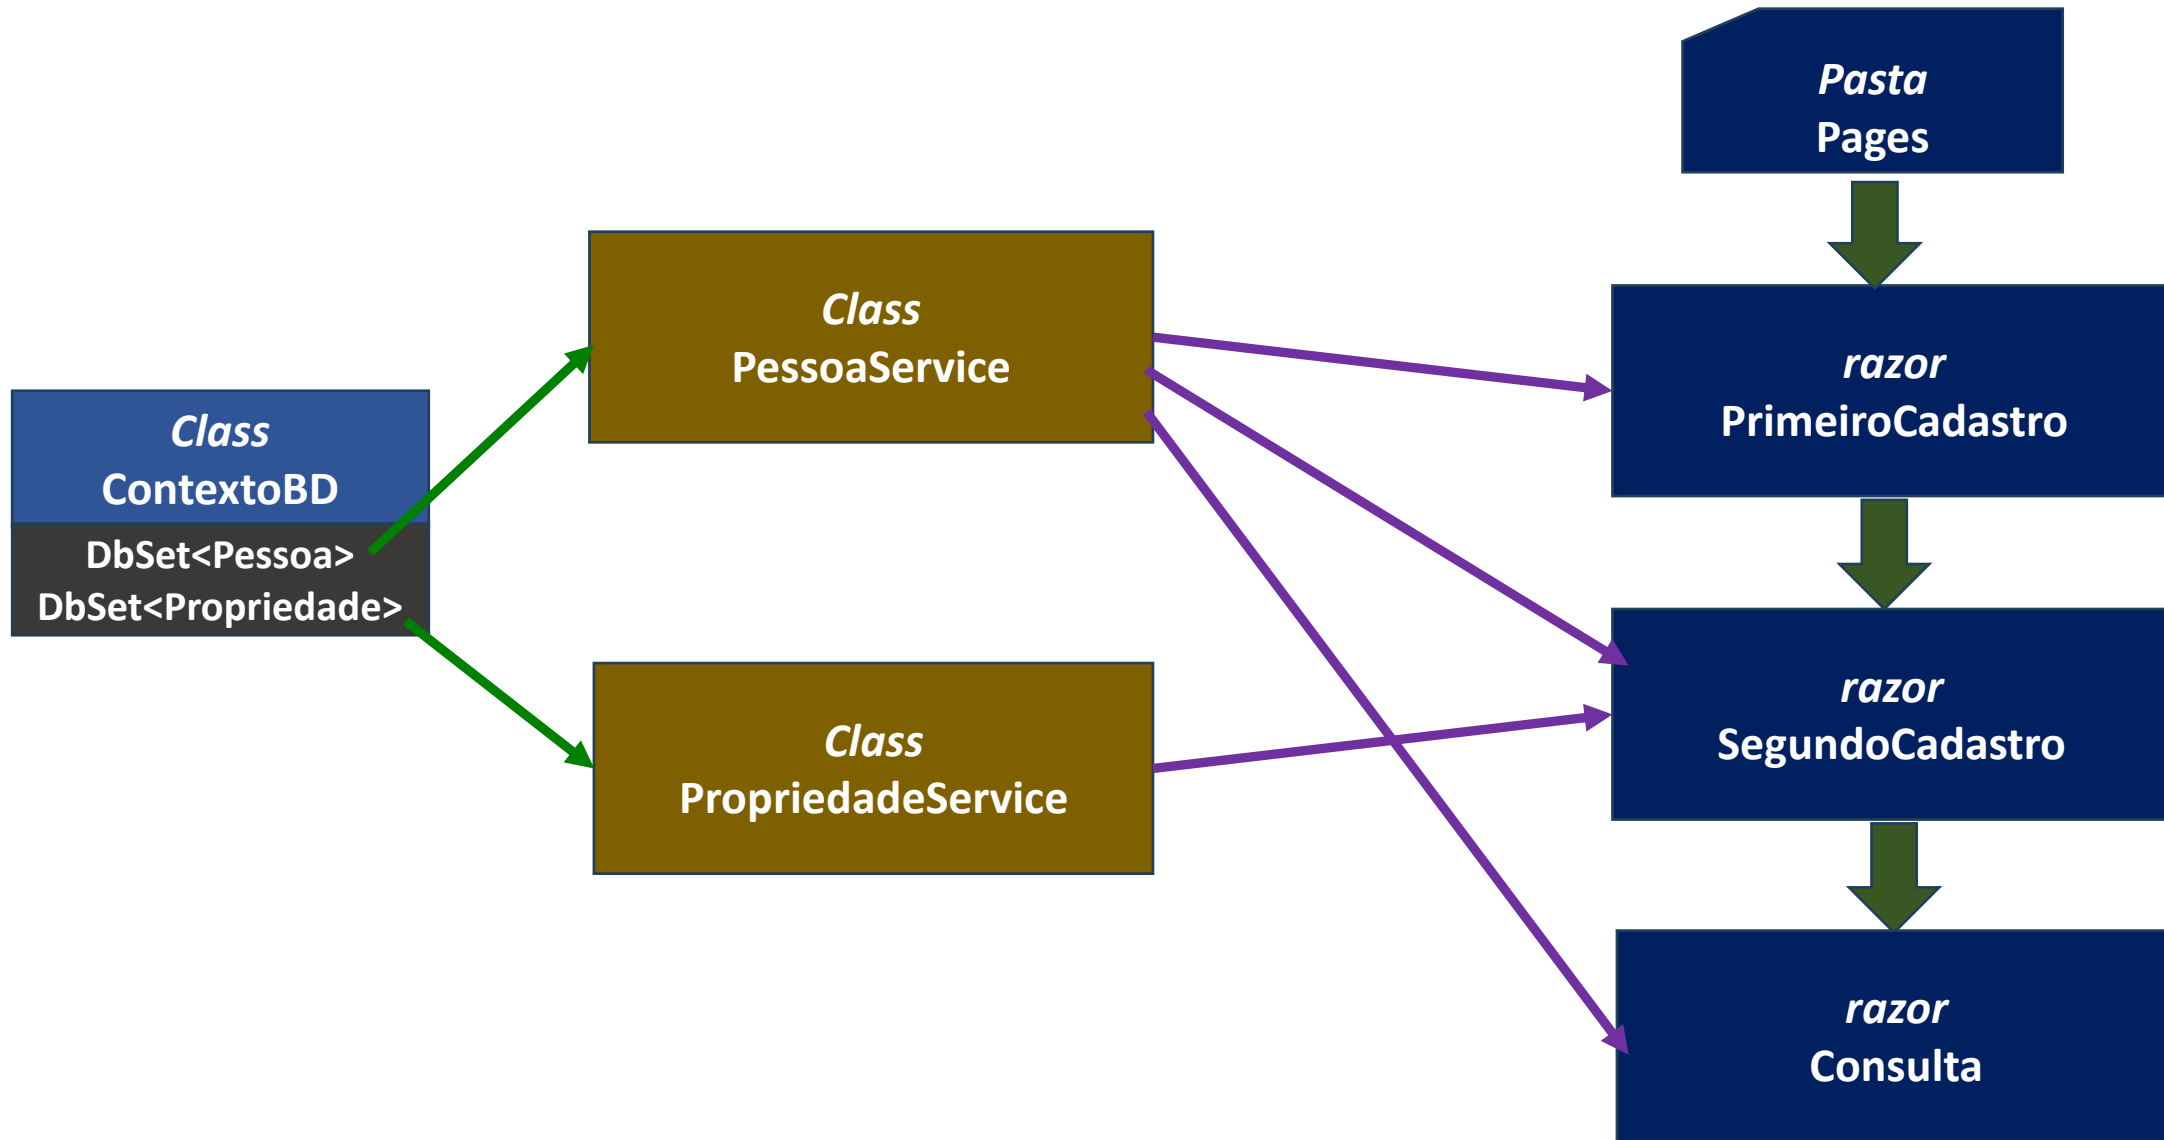 Pasta
Pages
Class
PessoaService
razor
PrimeiroCadastro
Class
ContextoBD
DbSet<Pessoa>
DbSet<Propriedade>
Class
PropriedadeService
razor
SegundoCadastro
razor
Consulta